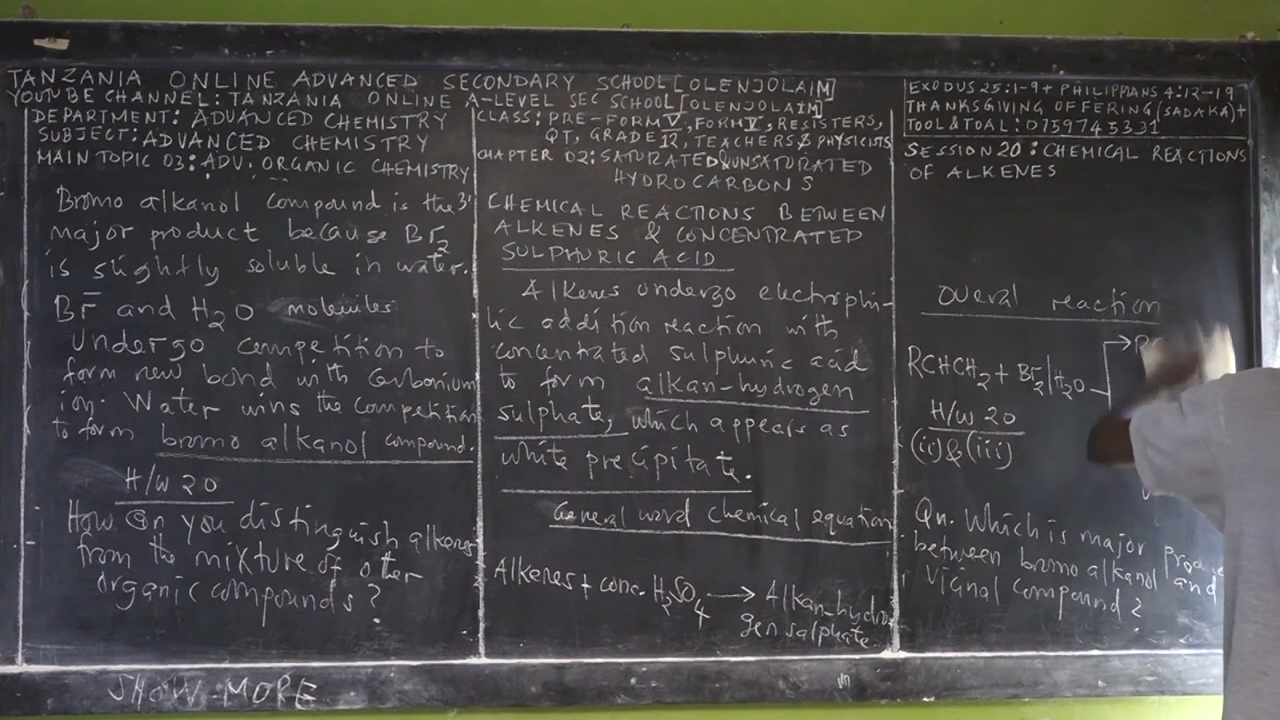 TANZANIA ONLINE ADVANCED SECONDARY SCHOOL [OLENJOLAIM]
YOUTUBE CHANNEL: TANZANIA ONLINE A-LEVEL SEC SCHOOL [OLENJOLAIM]
DEPARTMENT: ADVANCED CHEMISTRY
SUBJECT: ADVANCED CHEMISTRY
MAIN TOPIC 03: ADV. ORGANIC CHEMISTRY
Bromo alkanol compound is the
major product because Br2
is slightly soluble in water.
Br̄ and H2O molecules
undergo competition to
form new bond with Carbonium
ion. Water wins the Competition
to form bromo alkanol compound.
H/W 20
How can you distinguish alkenes
from the mixture of other
organic compounds?
SHOW-MORE
CLASS: PRE-FORM V, FORM V, RESISTERS,
QT, GRADE 12, TEACHERS & PHYSICISTS
CHAPTER 02: SATURATED & UNSATURATED
HYDROCARBONS
CHEMICAL REACTIONS BETWEEN
ALKENES & CONCENTRATED
SULPHURIC ACID
Alkenes undergo electrophi-
lic addition reaction with
concentrated sulphuric acid
to form alkan-hydrogen
sulphate, which appears as
white precipitate.
General word chemical equation
Alkenes + conc. H2SO4 → Alkan-hydro
gen sulphate.
EXODUS 25:1-9 + PHILIPPIANS 4:12-19
THANKSGIVING OFFERING (SADAKA) +
TOOL & TOAL: 0759745331
SESSION 20: CHEMICAL REACTIONS
OF ALKENES
Overal reaction
RCHCH2 + Br2/H2O
H/W 20
(ii) & (iii)
Qn. Which is major
between bromo alkanol and
Vicinal compound?